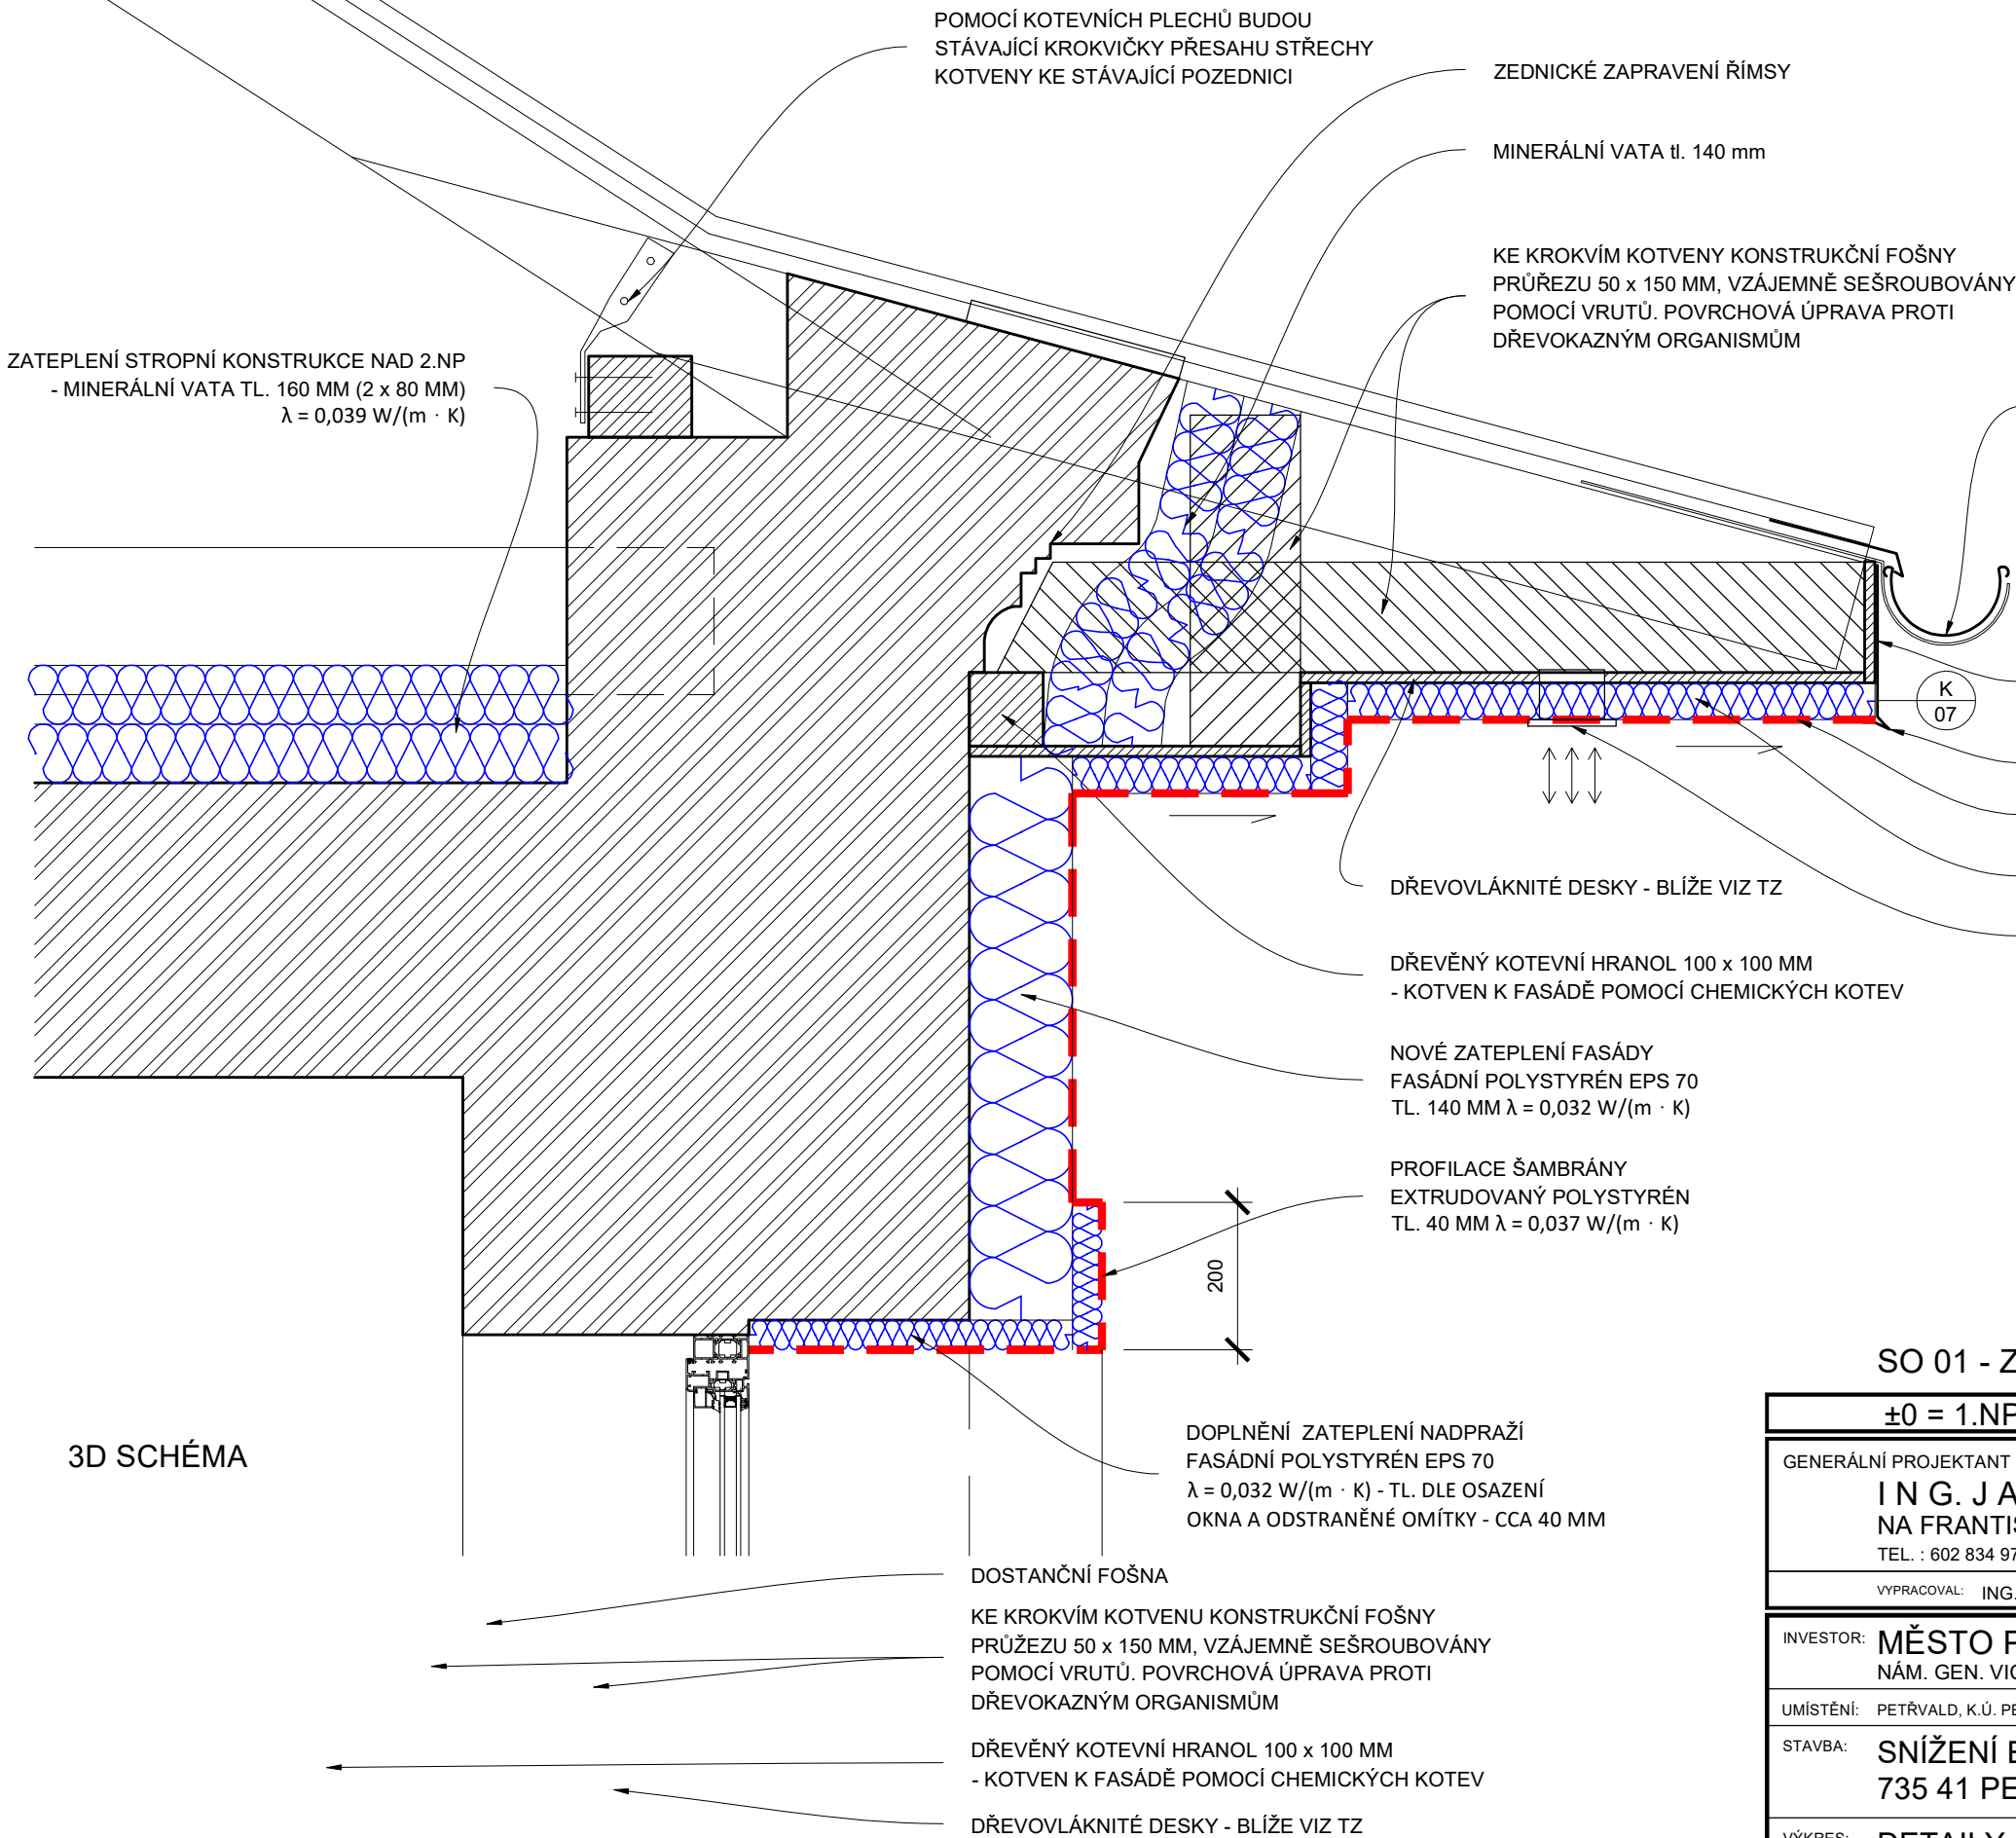 POMOCÍ KOTEVNÍCH PLECHŮ BUDOU
STÁVAJÍCÍ KROKVIČKY PŘESAHU STŘECHY
KOTVENY KE STÁVAJÍCÍ POZEDNICI
ZEDNICKÉ ZAPRAVENÍ ŘÍMSY
MINERÁLNÍ VATA tl. 140 mm
KE KROKVÍM KOTVENY KONSTRUKČNÍ FOŠNY
PRŮŘEZU 50 x 150 MM, VZÁJEMNĚ SEŠROUBOVÁNY
POMOCÍ VRUTŮ. POVRCHOVÁ ÚPRAVA PROTI
DŘEVOKAZNÝM ORGANISMŮM
ZATEPLENÍ STROPNÍ KONSTRUKCE NAD 2.NP
- MINERÁLNÍ VATA TL. 160 MM (2 x 80 MM)
λ = 0,039 W/(m · K)
K
07
DŘEVOVLÁKNITÉ DESKY - BLÍŽE VIZ TZ
DŘEVĚNÝ KOTEVNÍ HRANOL 100 x 100 MM
- KOTVEN K FASÁDĚ POMOCÍ CHEMICKÝCH KOTEV
NOVÉ ZATEPLENÍ FASÁDY
FASÁDNÍ POLYSTYRÉN EPS 70
TL. 140 MM λ = 0,032 W/(m · K)
PROFILACE ŠAMBRÁNY
EXTRUDOVANÝ POLYSTYRÉN
TL. 40 MM λ = 0,037 W/(m · K)
200
DOPLNĚNÍ ZATEPLENÍ NADPRAŽÍ
FASÁDNÍ POLYSTYRÉN EPS 70
λ = 0,032 W/(m · K) - TL. DLE OSAZENÍ
OKNA A ODSTRANĚNÉ OMÍTKY - CCA 40 MM
3D SCHÉMA
DOSTANČNÍ FOŠNA
KE KROKVÍM KOTVENU KONSTRUKČNÍ FOŠNY
PRŮŽEZU 50 x 150 MM, VZÁJEMNĚ SEŠROUBOVÁNY
POMOCÍ VRUTŮ. POVRCHOVÁ ÚPRAVA PROTI
DŘEVOKAZNÝM ORGANISMŮM
DŘEVĚNÝ KOTEVNÍ HRANOL 100 x 100 MM
- KOTVEN K FASÁDĚ POMOCÍ CHEMICKÝCH KOTEV
DŘEVOVLÁKNITÉ DESKY - BLÍŽE VIZ TZ
SO 01 - Z
±0 = 1.NP
GENERÁLNÍ PROJEKTANT
I N G. J A
NA FRANTIŠ
TEL. : 602 834 97
VYPRACOVAL: ING.
INVESTOR: MĚSTO
NÁM. GEN. VIC
UMÍSTĚNÍ: PETŘVALD, K.Ú. PE
STAVBA: SNÍŽENÍ E
735 41 PE
VÝKRES: DETAILY